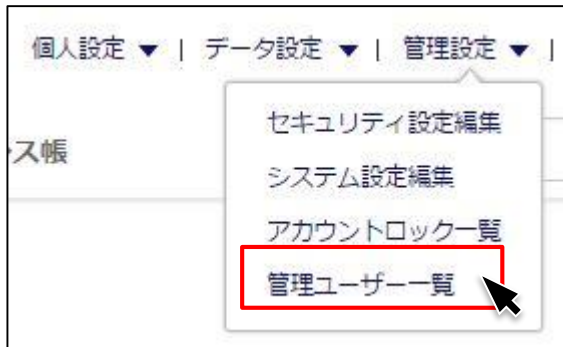 個人設定 ▼ | データ設定 ▼ | 管理設定 ▼ |
セキュリティ設定編集
ス帳
システム設定編集
アカウントロック一覧
管理ユーザー一覧